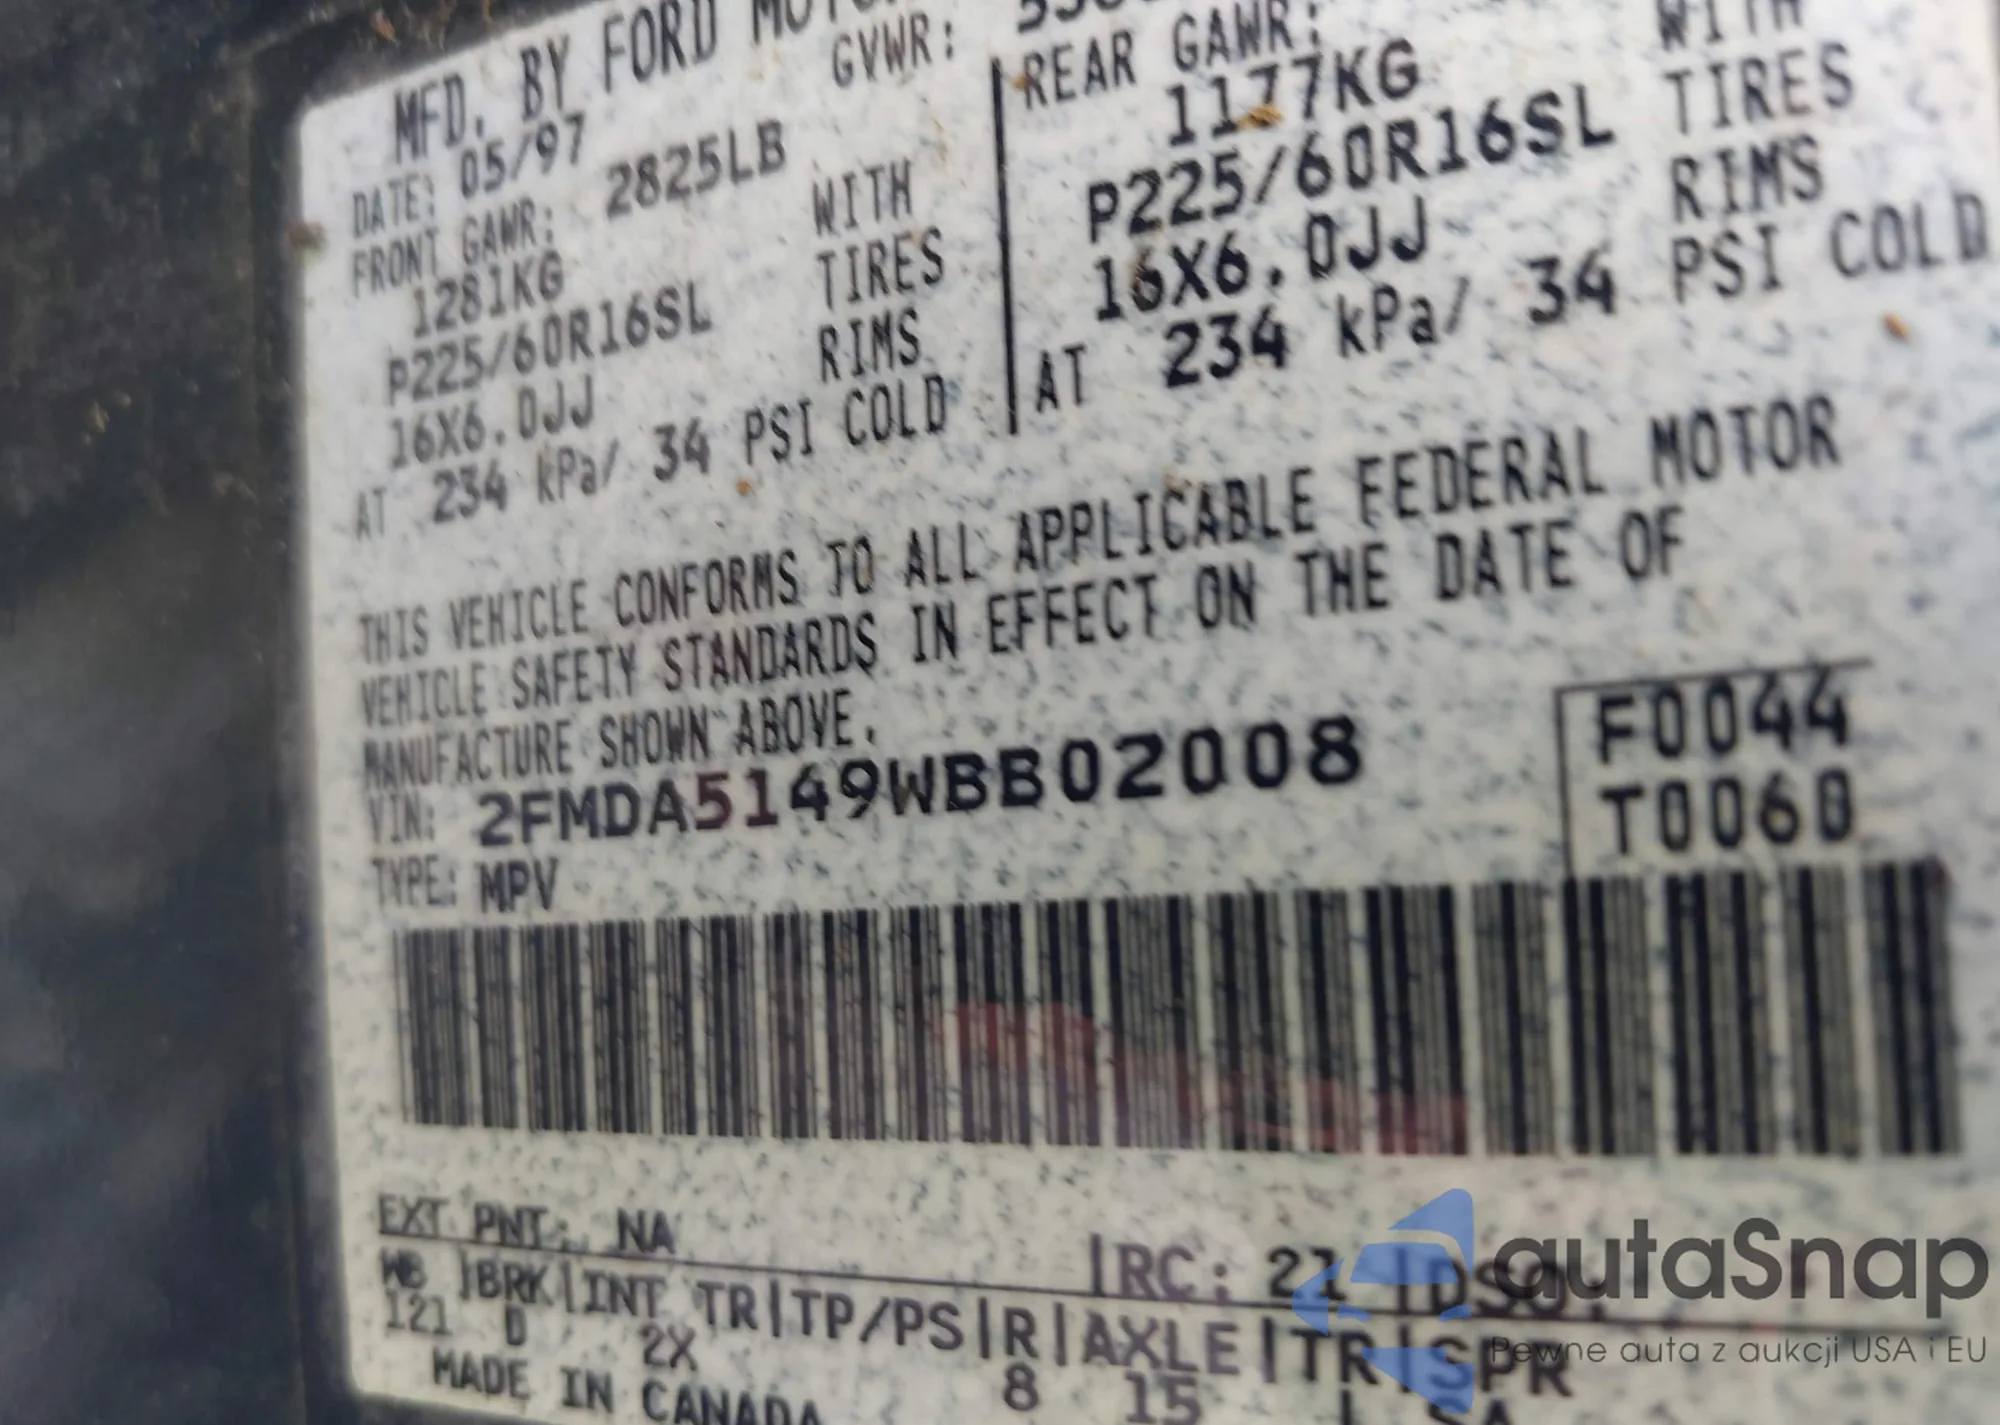 MFD. BY FORD
GVWR:
DATE: 05/97
FRONT GAWR: 2825LB
1281KG WITH
P225/60R16SL TIRES
16X6.0JJ RIMS
AT 234 kPa/ 34 PSI COLD
REAR GAWR:
1177KG WITH
P225/60R16SL TIRES
16X6.0JJ RIMS
AT 234 kPa/ 34 PSI COLD
THIS VEHICLE CONFORMS TO ALL APPLICABLE FEDERAL MOTOR
VEHICLE SAFETY STANDARDS IN EFFECT ON THE DATE OF
MANUFACTURE SHOWN ABOVE.
VIN: 2FMDA5149WBB02008
TYPE: MPV
F0044
T0060
EXT PNT: NA |RC: 21 |DSO:
WB |BRK|INT TR|TP/PS|R|AXLE|TR|SPR
121 D 2X 8 15
MADE IN CANADA
autaSnap
Pewne auta z aukcji USA i EU